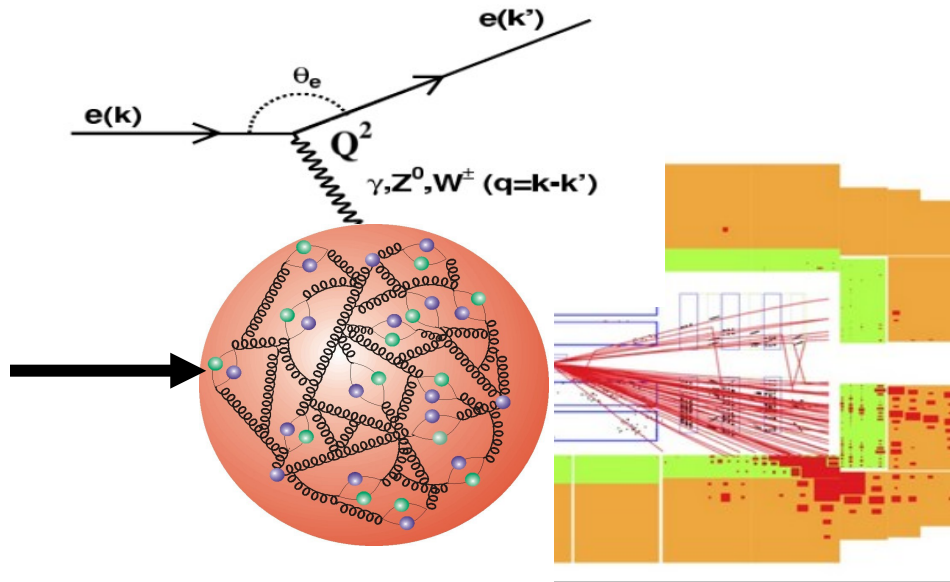 e(k')
Θe
e(k)
Q²
γ,Z⁰,W± (q=k-k')